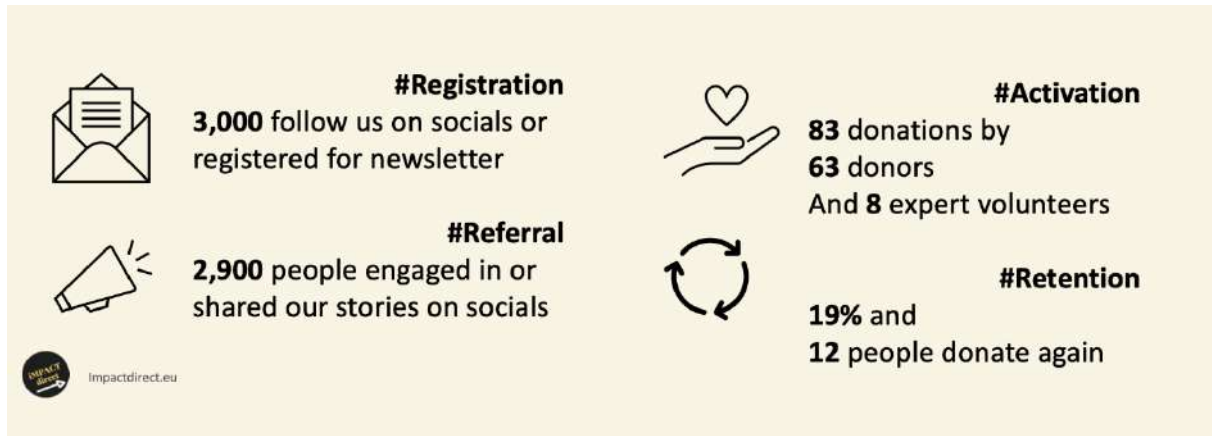 #Registration
3,000 follow us on socials or
registered for newsletter
#Referral
2,900 people engaged in or
shared our stories on socials
#Activation
83 donations by
63 donors
And 8 expert volunteers
#Retention
19% and
12 people donate again
iMPACT
direct
Impactdirect.eu